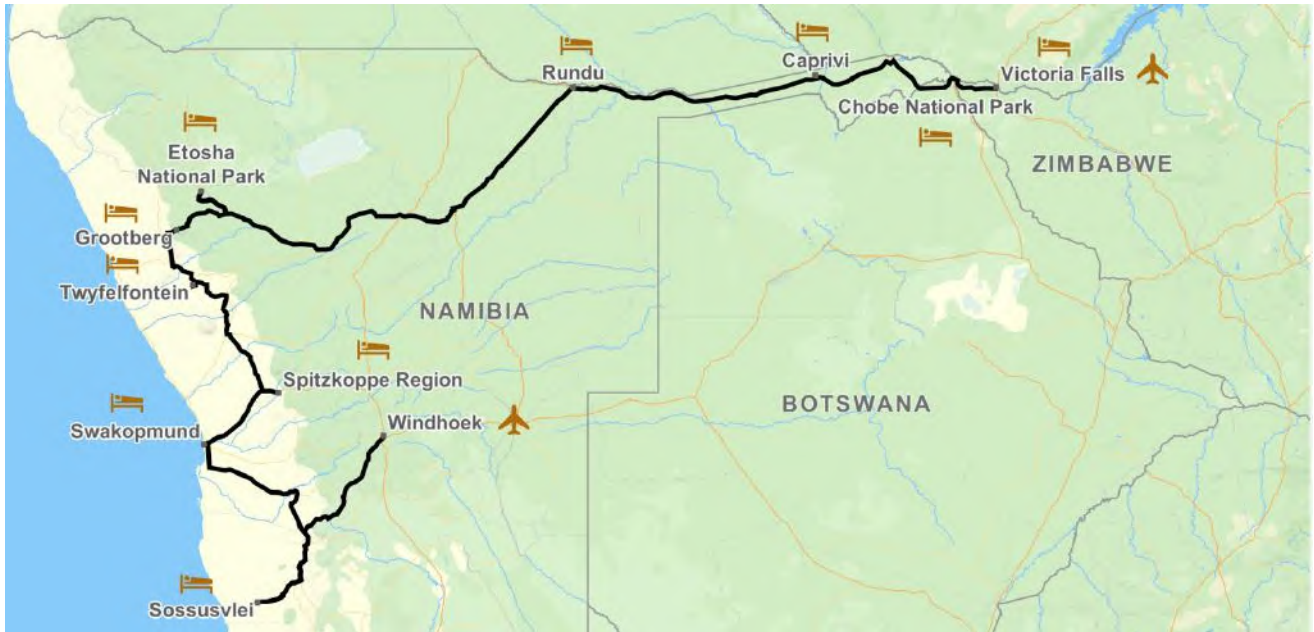 Caprivi
Rundu
Victoria Falls
Chobe National Park
Etosha
National Park
ZIMBABWE
Grootberg
Twyfelfontein
NAMIBIA
Spitzkoppe Region
BOTSWANA
Swakopmund
Windhoek
Sossusvlei